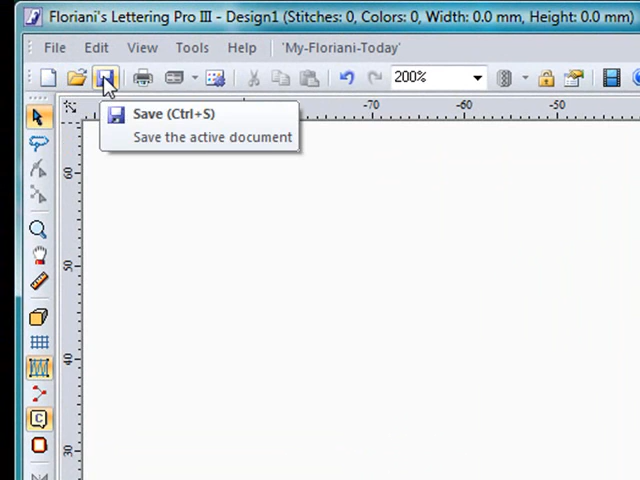 Floriani's Lettering Pro III - Design1 (Stitches: 0, Colors: 0, Width: 0.0 mm, Height: 0.0 mm)
File Edit View Tools Help 'My-Floriani-Today'
200%
Save (Ctrl+S)
Save the active document
-70 -60 -50
60
50
40
30
C